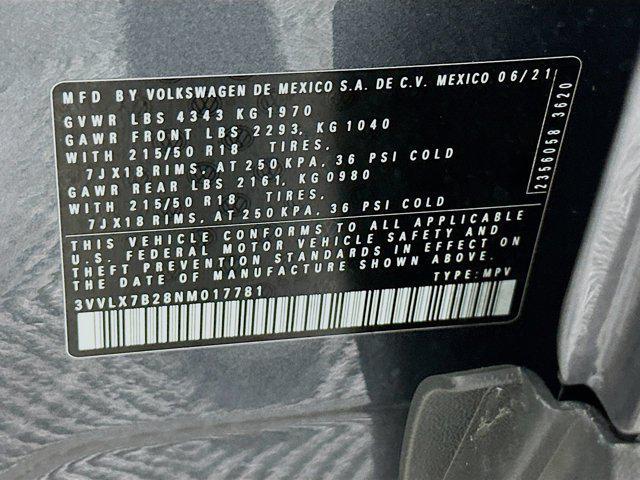 MFD BY VOLKSWAGEN DE MEXICO S.A. DE C.V. MEXICO 06/21
GVWR LBS 4343 KG 1970
GAWR FRONT LBS 2293, KG 1040
WITH 215/50 R18 TIRES,
7JX18 RIMS, AT 250 KPA, 36 PSI COLD
GAWR REAR LBS 2161, KG 0980
WITH 215/50 R18 TIRES,
7JX18 RIMS, AT 250 KPA, 36 PSI COLD
THIS VEHICLE CONFORMS TO ALL APPLICABLE
U.S. FEDERAL MOTOR VEHICLE SAFETY AND
THEFT PREVENTION STANDARDS IN EFFECT ON
THE DATE OF MANUFACTURE SHOWN ABOVE.
3VVLX7B28NM017781 TYPE: MPV
2356058 3620